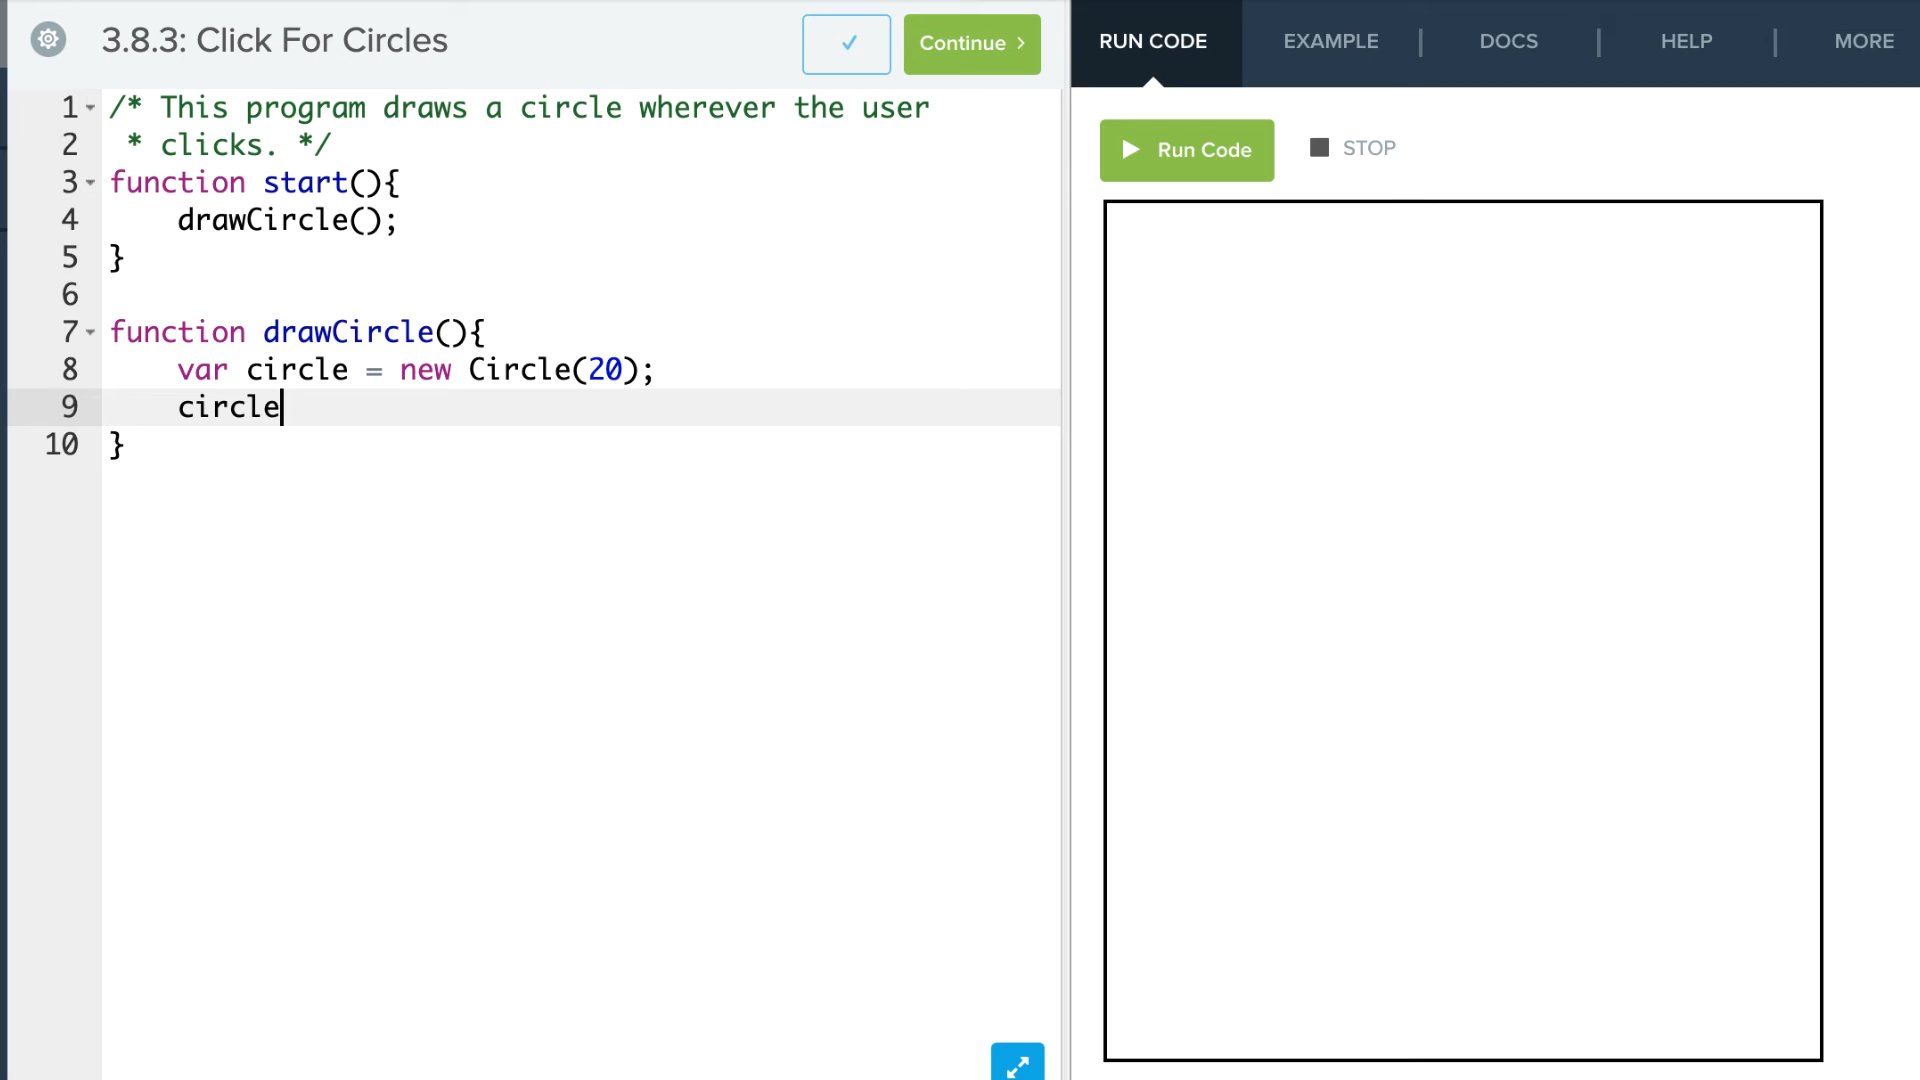 3.8.3: Click For Circles
✓
Continue >
RUN CODE | EXAMPLE | DOCS | HELP | MORE
Run Code
STOP
1 /* This program draws a circle wherever the user
2  * clicks. */
3 function start(){
4     drawCircle();
5 }
6
7 function drawCircle(){
8     var circle = new Circle(20);
9     circle
10 }